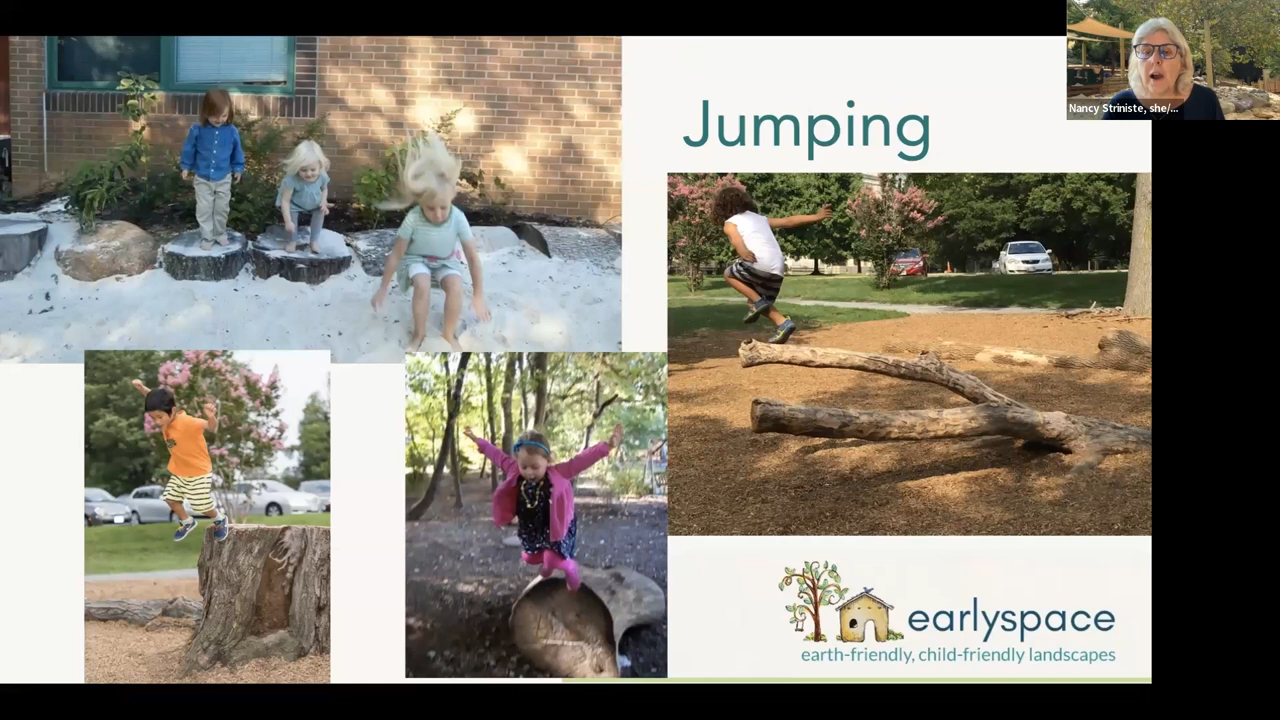 Jumping
Nancy Striniste, she/...
earlyspace
earth-friendly, child-friendly landscapes